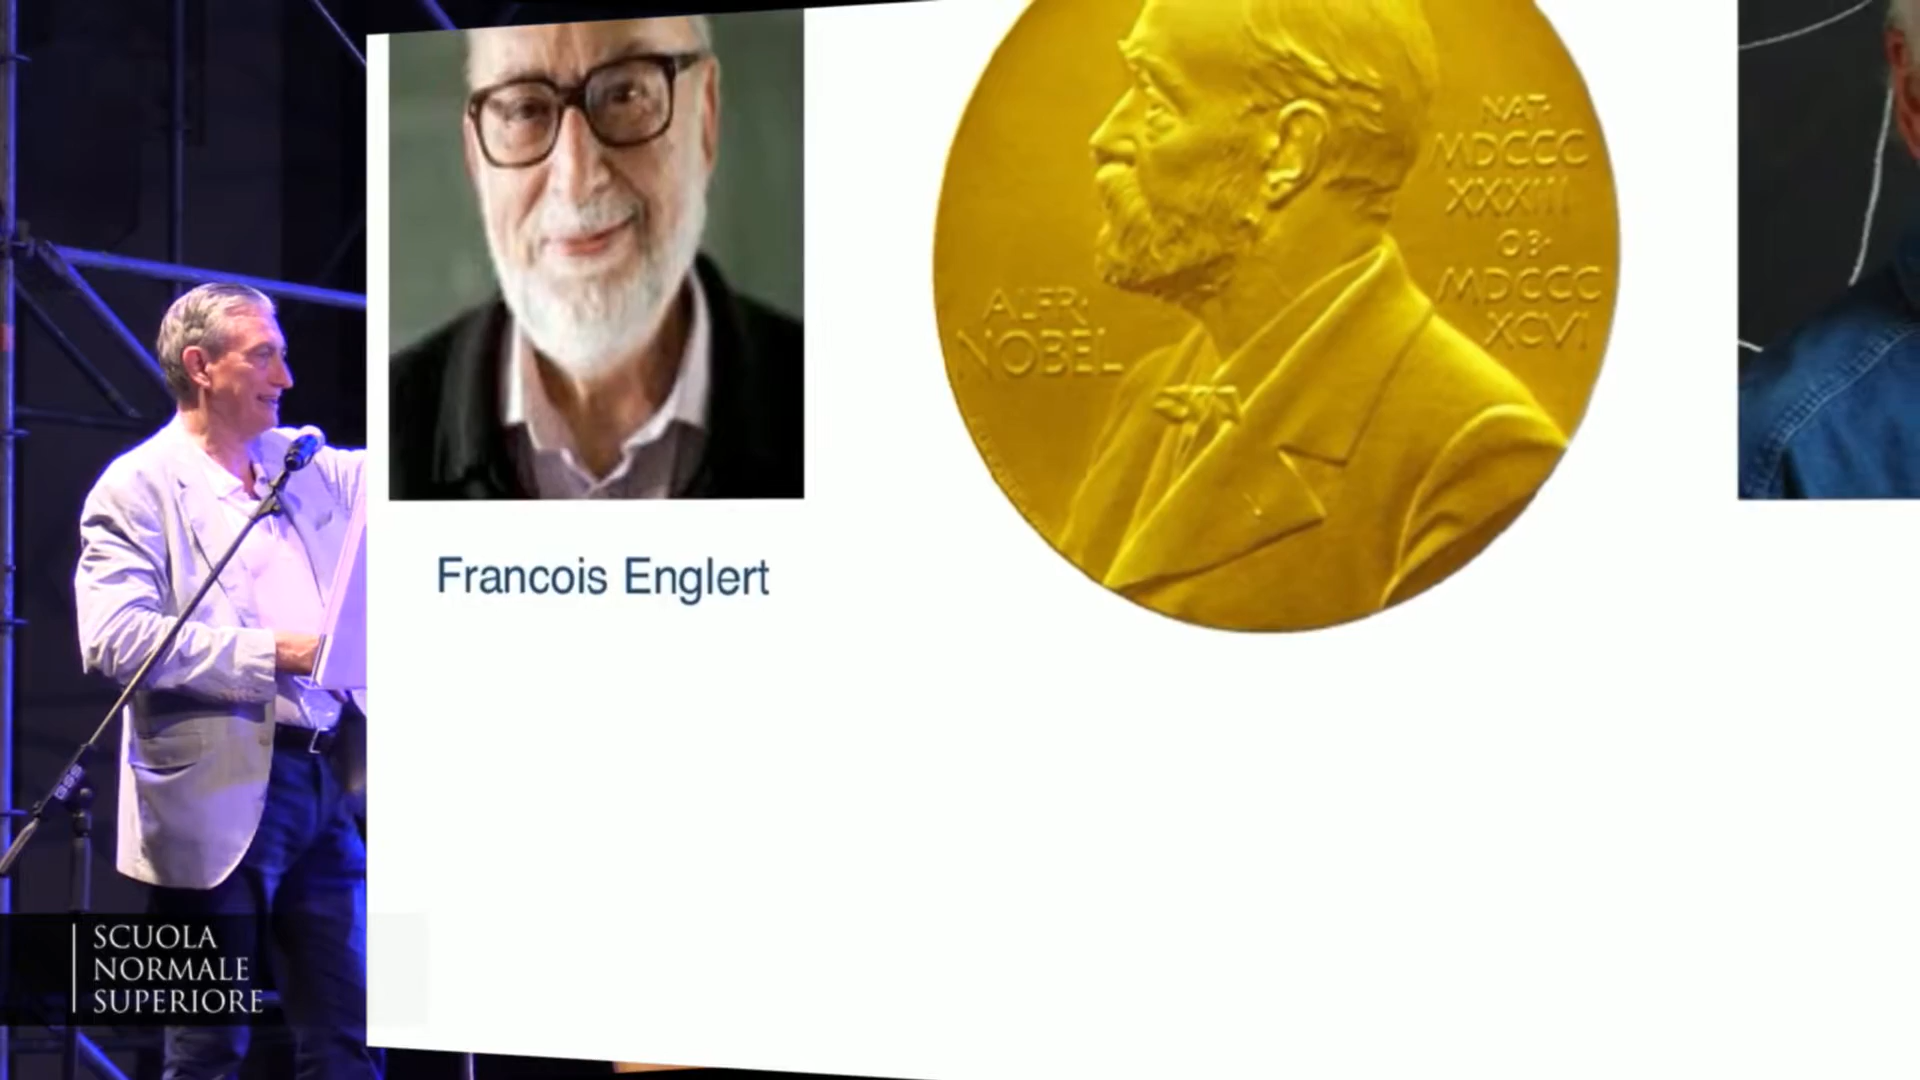 Francois Englert
ALFR·
NOBEL
NAT·
MDCCC
XXXIII
OB·
MDCCC
XCVI
SCUOLA
NORMALE
SUPERIORE